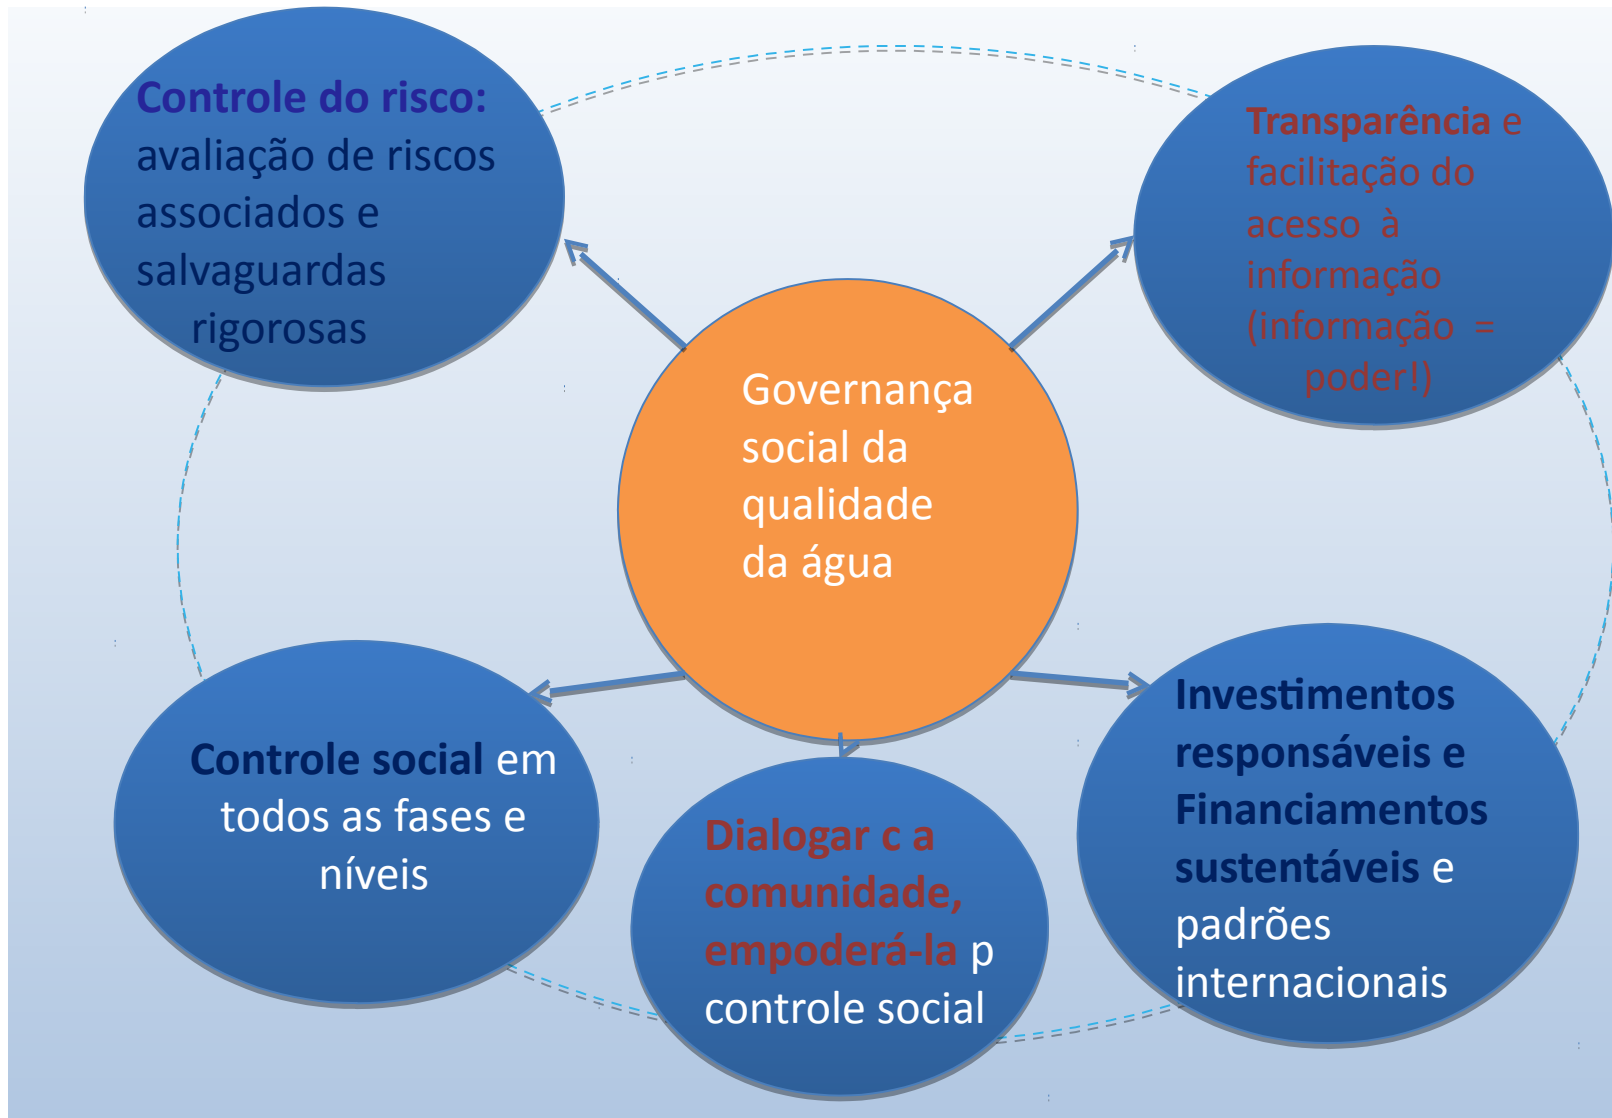 Controle do risco:
avaliação de riscos
associados e
salvaguardas
rigorosas
Transparência e
facilitação do
acesso à
informação
(informação =
poder!)
Governança
social da
qualidade
da água
Controle social em
todos as fases e
níveis
Dialogar c a
comunidade,
empoderá-la p
controle social
Investimentos
responsáveis e
Financiamentos
sustentáveis e
padrões
internacionais